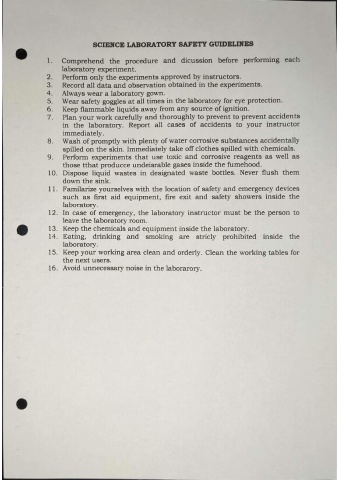 SCIENCE LABORATORY SAFETY GUIDELINES
1. Comprehend the procedure and dicussion before performing each
laboratory experiment.
2. Perform only the experiments approved by instructors.
3. Record all data and observation obtained in the experiments.
4. Always wear a laboratory gown.
5. Wear safety goggles at all times in the laboratory for eye protection.
6. Keep flammable liquids away from any source of ignition.
7. Plan your work carefully and thoroughly to prevent to prevent accidents
in the laboratory. Report all cases of accidents to your instructor
immediately.
8. Wash of promptly with plenty of water corrosive substances accidentally
spilled on the skin. Immediately take off clothes spilled with chemicals.
9. Perform experiments that use toxic and corrosive reagents as well as
those tthat producce undeirable gases inside the fumehood.
10. Dispose liquid wastes in designated waste bottles. Never flush them
down the sink.
11. Familarize yourselves with the location of safety and emergency devices
such as first aid equipment, fire exit and safety showers inside the
laboratory.
12. In case of emergency, the laboratory instructor must be the person to
leave the laboratory room.
13. Keep the chemicals and equipment inside the laboratory.
14. Eating, drinking and smoking are stricly prohibited inside the
laboratory.
15. Keep your working area clean and orderly. Clean the working tables for
the next users.
16. Avoid unnecessary noise in the laborarory.